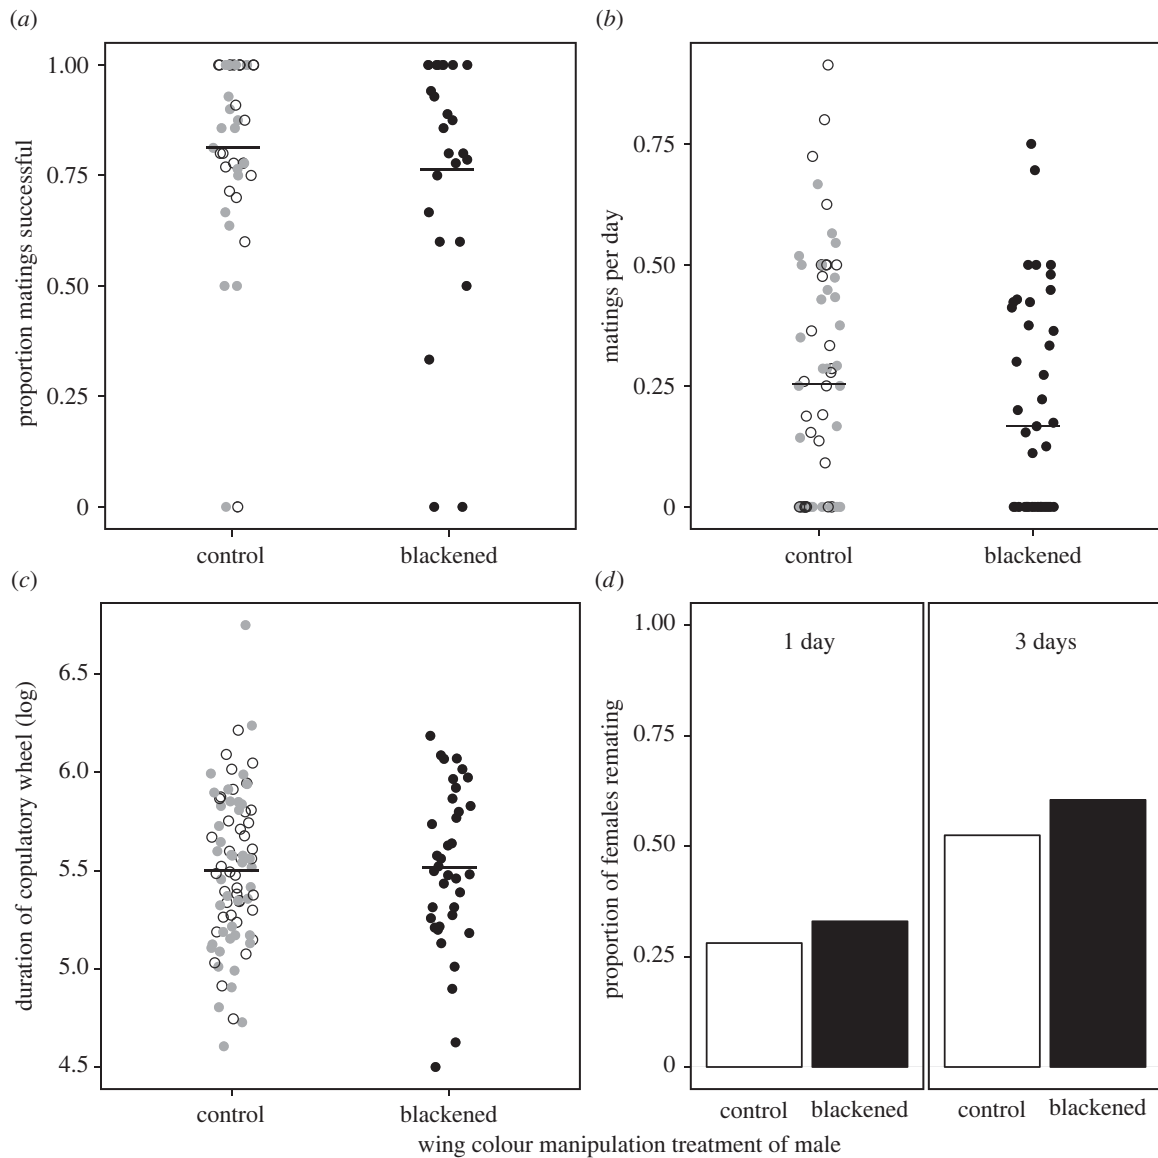 (a)
proportion matings successful
1.00
0.75
0.50
0.25
0
control
blackened
(b)
matings per day
0.75
0.50
0.25
0
control
blackened
(c)
duration of copulatory wheel (log)
6.5
6.0
5.5
5.0
4.5
control
blackened
(d)
proportion of females remating
1.00
0.75
0.50
0.25
0
1 day
3 days
control
blackened
control
blackened
wing colour manipulation treatment of male